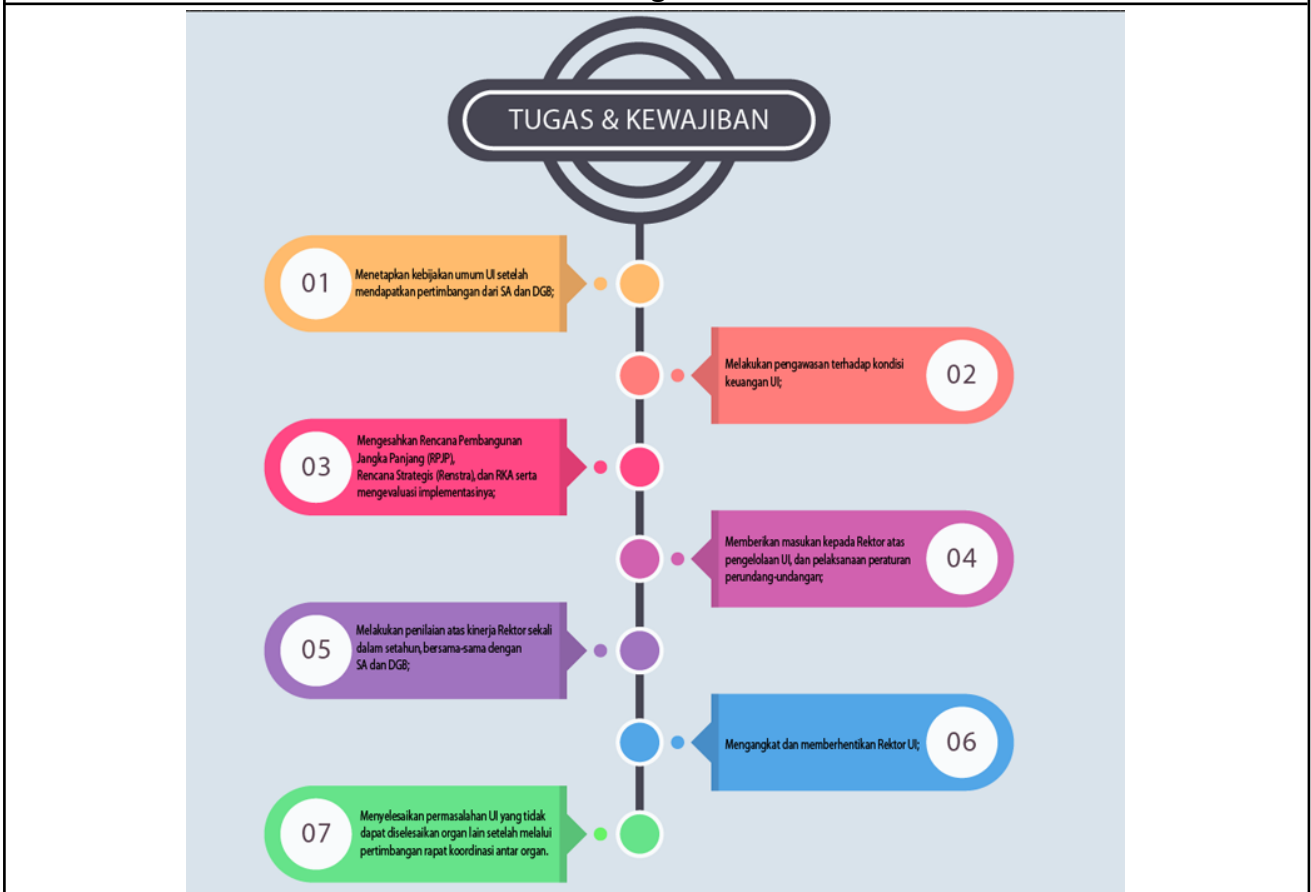 TUGAS & KEWAJIBAN
01
Menetapkan kebijakan umum UI setelah
mendapatkan pertimbangan dari SA dan DGB;
Melakukan pengawasan terhadap kondisi
keuangan UI;
02
03
Mengesahkan Rencana Pembangunan
Jangka Panjang (RPJP),
Rencana Strategis (Renstra), dan RKA serta
mengevaluasi implementasinya;
Memberikan masukan kepada Rektor atas
pengelolaan UI, dan pelaksanaan peraturan
perundang-undangan;
04
05
Melakukan penilaian atas kinerja Rektor sekali
dalam setahun, bersama-sama dengan
SA dan DGB;
Mengangkat dan memberhentikan Rektor UI;
06
07
Menyelesaikan permasalahan UI yang tidak
dapat diselesaikan organ lain setelah melalui
pertimbangan rapat koordinasi antar organ.